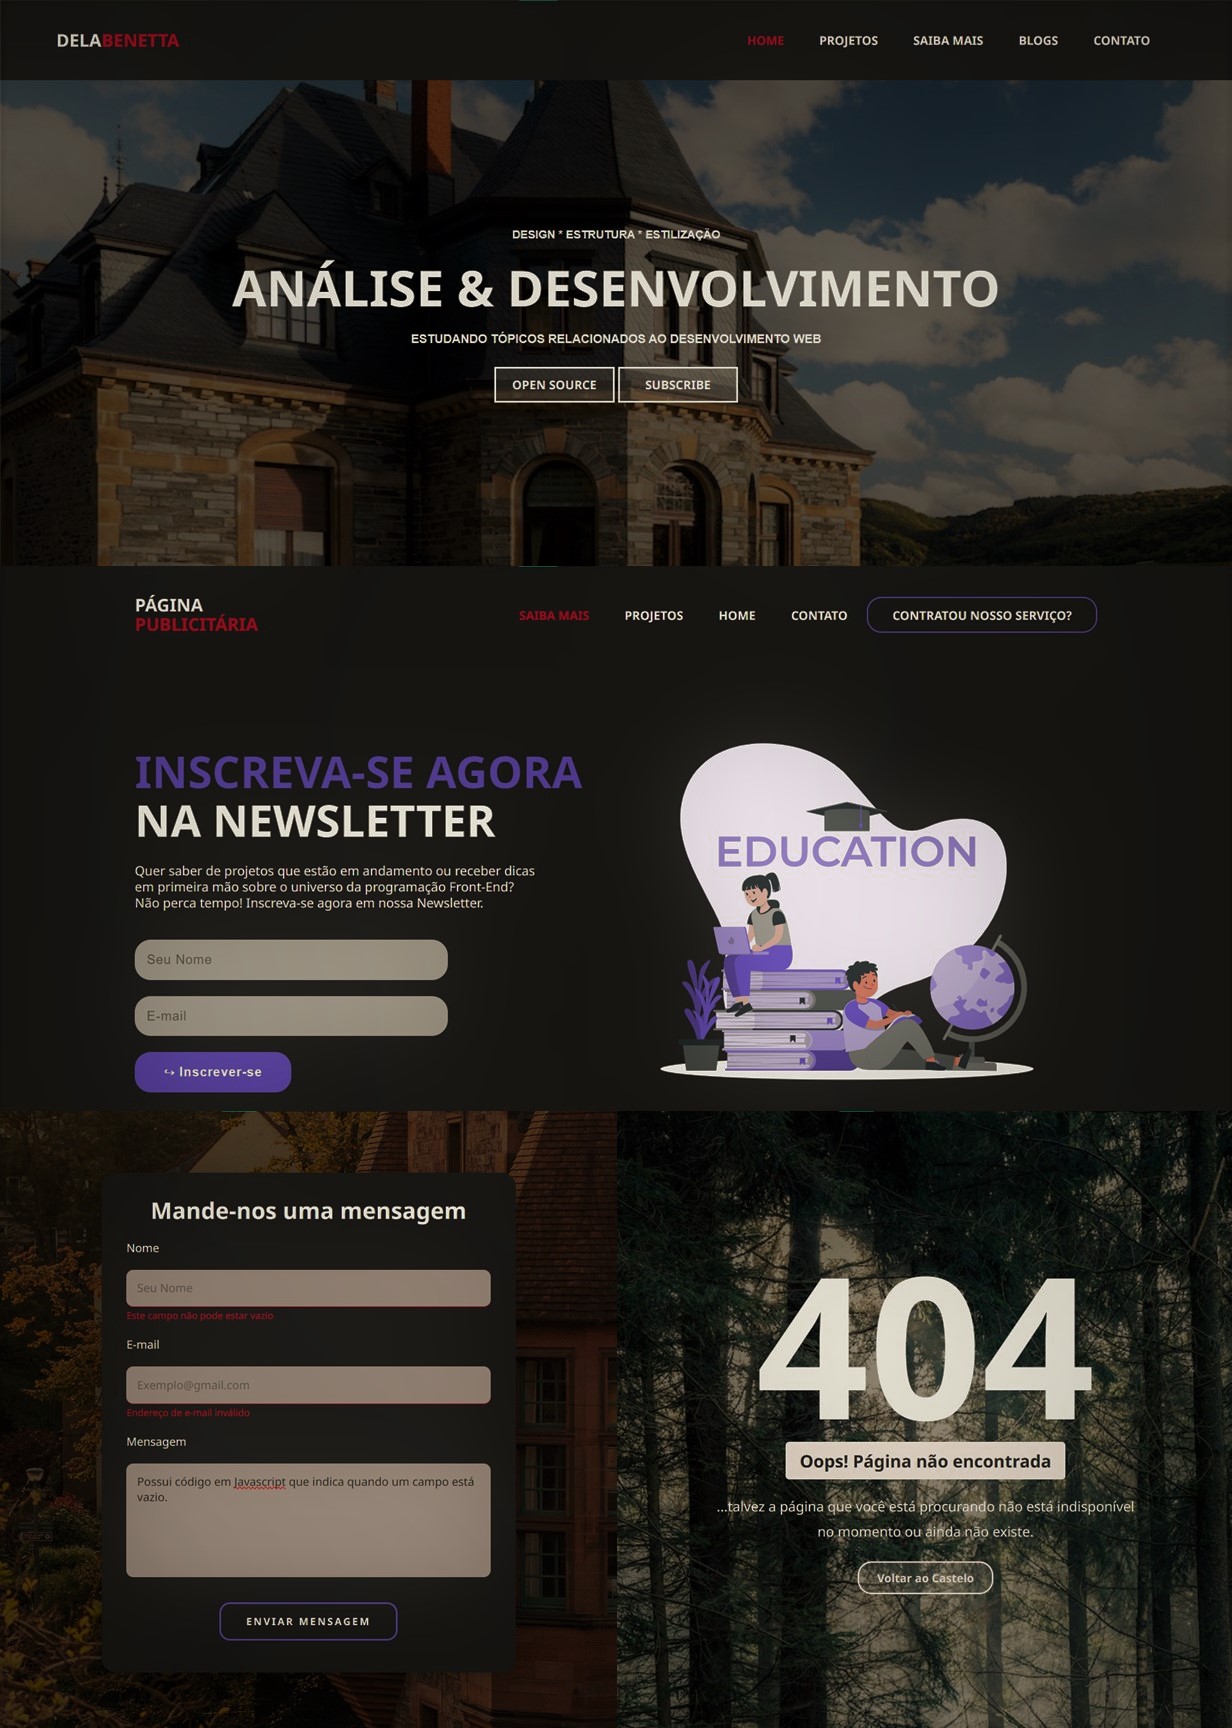 DELABENETTA
HOME PROJETOS SAIBA MAIS BLOGS CONTATO
DESIGN * ESTRUTURA * ESTILIZAÇÃO
ANÁLISE & DESENVOLVIMENTO
ESTUDANDO TÓPICOS RELACIONADOS AO DESENVOLVIMENTO WEB
OPEN SOURCE SUBSCRIBE
PÁGINA
PUBLICITÁRIA
SAIBA MAIS PROJETOS HOME CONTATO CONTRATOU NOSSO SERVIÇO?
INSCREVA-SE AGORA
NA NEWSLETTER
Quer saber de projetos que estão em andamento ou receber dicas
em primeira mão sobre o universo da programação Front-End?
Não perca tempo! Inscreva-se agora em nossa Newsletter.
Seu Nome
E-mail
↪ Inscrever-se
EDUCATION
Mande-nos uma mensagem
Nome
Seu Nome
Este campo não pode estar vazio
E-mail
Exemplo@gmail.com
Endereço de e-mail inválido
Mensagem
Possui código em Javascript que indica quando um campo está
vazio.
ENVIAR MENSAGEM
404
Oops! Página não encontrada
...talvez a página que você está procurando não está indisponível
no momento ou ainda não existe.
Voltar ao Castelo